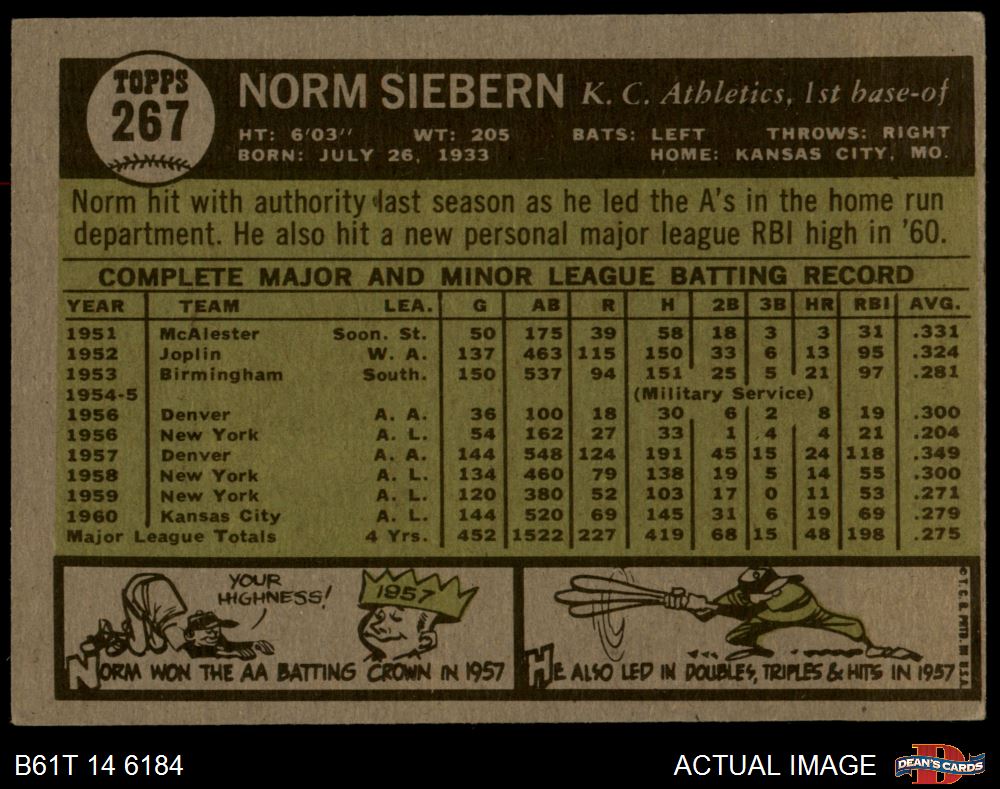 TOPPS
267
NORM SIEBERN K. C. Athletics, 1st base-of
HT: 6'03" WT: 205 BATS: LEFT THROWS: RIGHT
BORN: JULY 26, 1933 HOME: KANSAS CITY, MO.
Norm hit with authority last season as he led the A's in the home run
department. He also hit a new personal major league RBI high in '60.
COMPLETE MAJOR AND MINOR LEAGUE BATTING RECORD
YEAR TEAM LEA. G AB R H 2B 3B HR RBI AVG.
1951 McAlester Soon. St. 50 175 39 58 18 3 3 31 .331
1952 Joplin W. A. 137 463 115 150 33 6 13 95 .324
1953 Birmingham South. 150 537 94 151 25 5 21 97 .281
1954-5 (Military Service)
1956 Denver A. A. 36 100 18 30 6 2 8 19 .300
1956 New York A. L. 54 162 27 33 1 4 4 21 .204
1957 Denver A. A. 144 548 124 191 45 15 24 118 .349
1958 New York A. L. 134 460 79 138 19 5 14 55 .300
1959 New York A. L. 120 380 52 103 17 0 11 53 .271
1960 Kansas City A. L. 144 520 69 145 31 6 19 69 .279
Major League Totals 4 Yrs. 452 1522 227 419 68 15 48 198 .275
YOUR
HIGHNESS!
1957
NORM WON THE AA BATTING CROWN IN 1957
HE ALSO LED IN DOUBLES, TRIPLES & HITS IN 1957
© T. C. G. PRTD. IN U.S.A.
B61T 14 6184
ACTUAL IMAGE
DEAN'S CARDS